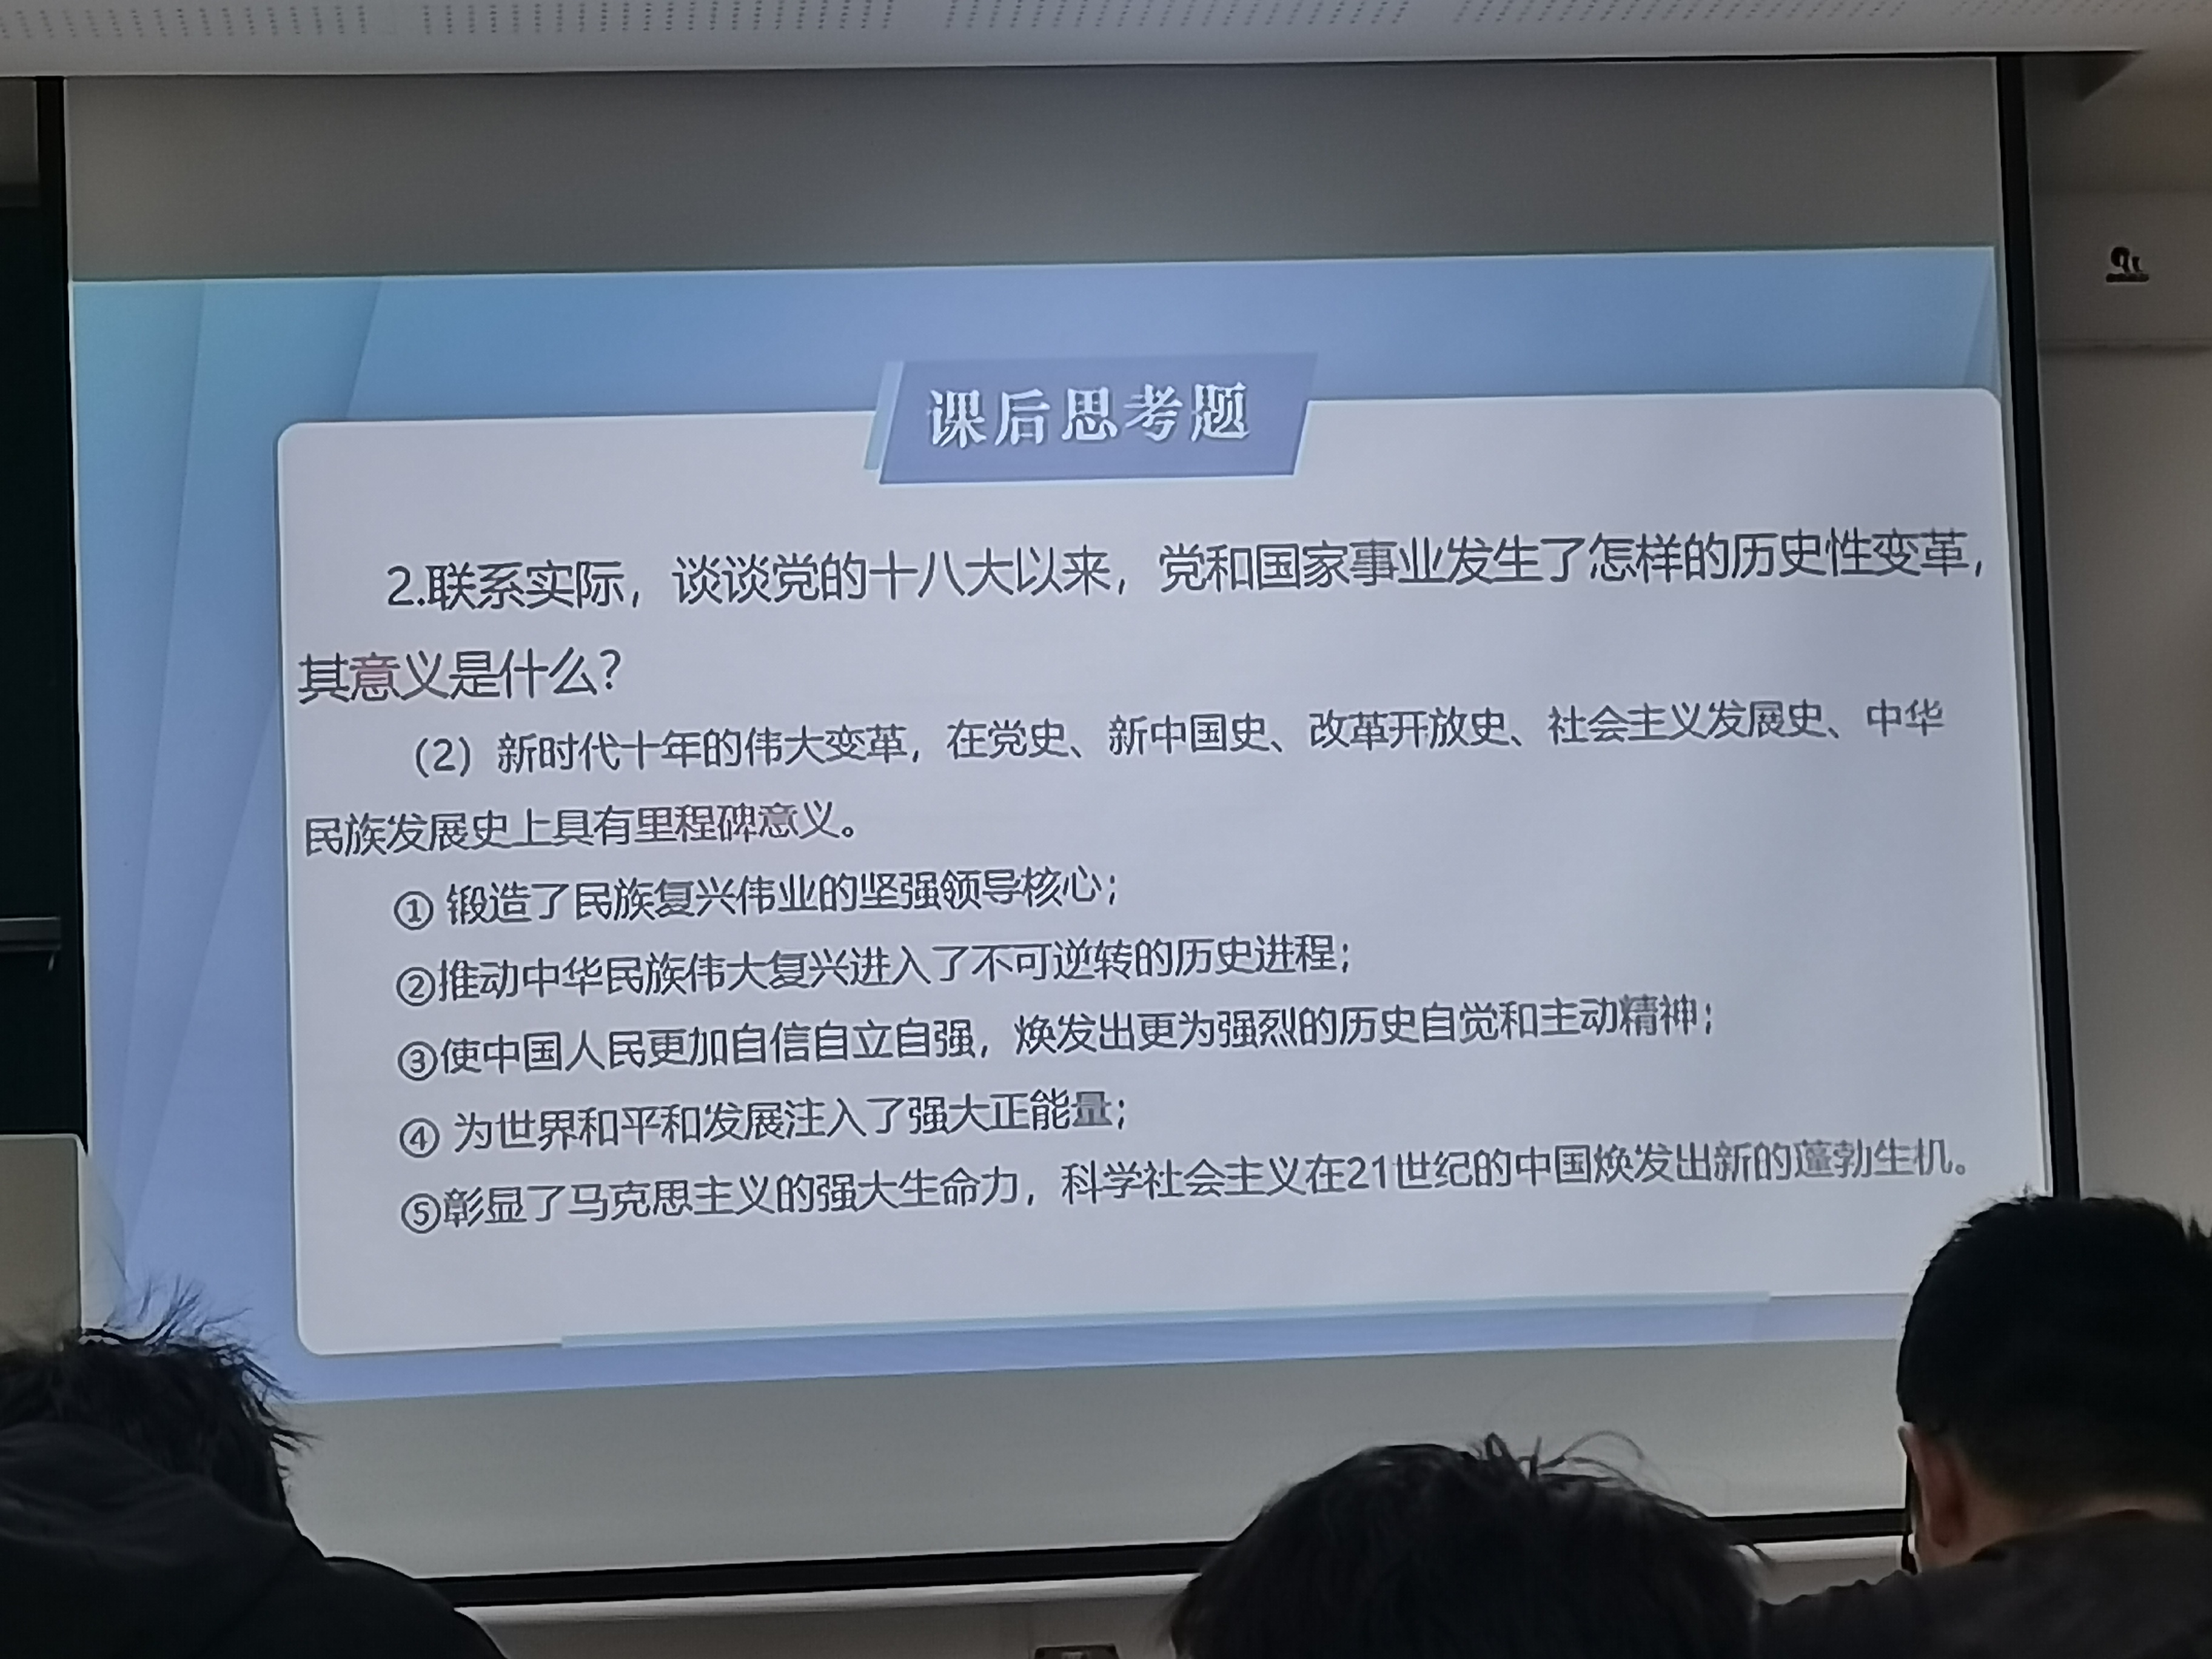 课后思考题
2.联系实际，谈谈党的十八大以来，党和国家事业发生了怎样的历史性变革，
其意义是什么？
（2）新时代十年的伟大变革，在党史、新中国史、改革开放史、社会主义发展史、中华
民族发展史上具有里程碑意义。
① 锻造了民族复兴伟业的坚强领导核心；
②推动中华民族伟大复兴进入了不可逆转的历史进程；
③使中国人民更加自信自立自强，焕发出更为强烈的历史自觉和主动精神；
④ 为世界和平和发展注入了强大正能量；
⑤彰显了马克思主义的强大生命力，科学社会主义在21世纪的中国焕发出新的蓬勃生机。